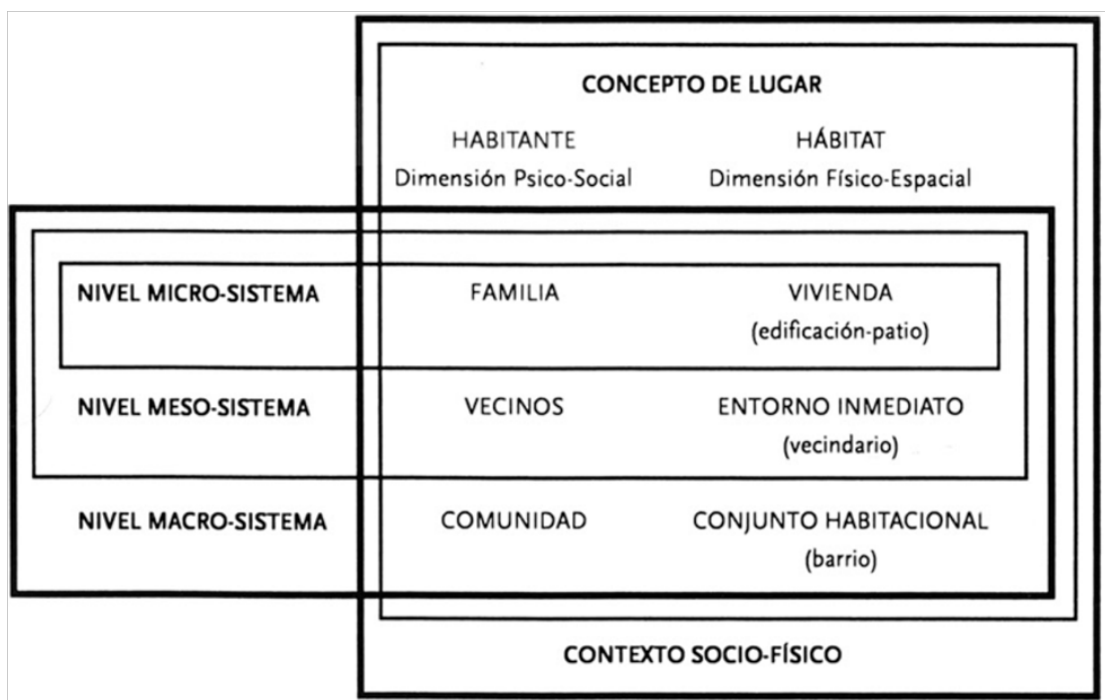 CONCEPTO DE LUGAR
HABITANTE HÁBITAT
Dimensión Psico-Social Dimensión Físico-Espacial
NIVEL MICRO-SISTEMA FAMILIA VIVIENDA
(edificación-patio)
NIVEL MESO-SISTEMA VECINOS ENTORNO INMEDIATO
(vecindario)
NIVEL MACRO-SISTEMA COMUNIDAD CONJUNTO HABITACIONAL
(barrio)
CONTEXTO SOCIO-FÍSICO